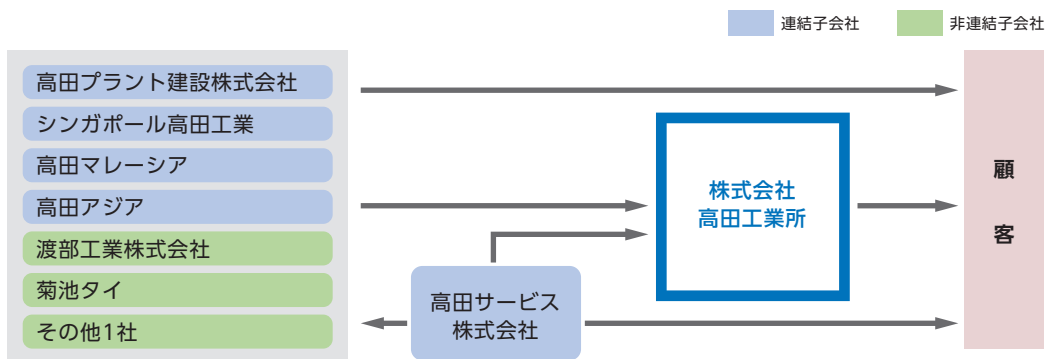 連結子会社
非連結子会社
高田プラント建設株式会社
シンガポール高田工業
高田マレーシア
高田アジア
渡部工業株式会社
菊池タイ
その他1社
高田サービス
株式会社
株式会社
高田工業所
顧
客